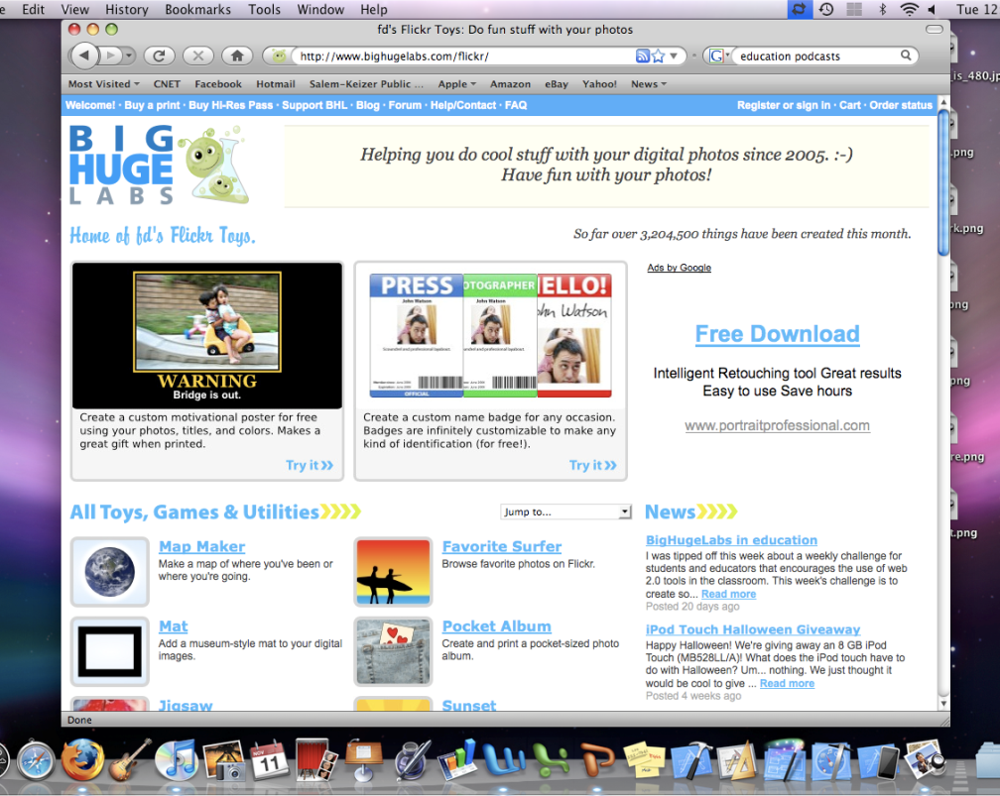 Edit View History Bookmarks Tools Window Help Tue 12
fd's Flickr Toys: Do fun stuff with your photos
http://www.bighugelabs.com/flickr/ education podcasts
Most Visited CNET Facebook Hotmail Salem-Keizer Public ... Apple Amazon eBay Yahoo! News
Welcome! · Buy a print · Buy Hi-Res Pass · Support BHL · Blog · Forum · Help/Contact · FAQ Register or sign in · Cart · Order status
BIG
HUGE
LABS
Helping you do cool stuff with your digital photos since 2005. :-)
Have fun with your photos!
Home of fd's Flickr Toys.
So far over 3,204,500 things have been created this month.
WARNING
Bridge is out.
Create a custom motivational poster for free
using your photos, titles, and colors. Makes a
great gift when printed.
Try it
PRESS OTOGRAPHER ELLO!
John Watson John Watson ohn Watson
OFFICIAL
Create a custom name badge for any occasion.
Badges are infinitely customizable to make any
kind of identification (for free!).
Try it
Ads by Google
Free Download
Intelligent Retouching tool Great results
Easy to use Save hours
www.portraitprofessional.com
All Toys, Games & Utilities
Jump to...
Map Maker
Make a map of where you've been or
where you're going.
Favorite Surfer
Browse favorite photos on Flickr.
Mat
Add a museum-style mat to your digital
images.
Pocket Album
Create and print a pocket-sized photo
album.
Jigsaw
Sunset
News
BigHugeLabs in education
I was tipped off this week about a weekly challenge for
students and educators that encourages the use of web
2.0 tools in the classroom. This week's challenge is to
create so... Read more
Posted 20 days ago
iPod Touch Halloween Giveaway
Happy Halloween! We're giving away an 8 GB iPod
Touch (MB528LL/A)! What does the iPod touch have to
do with Halloween? Um... nothing. We just thought it
would be cool to give ... Read more
Posted 4 weeks ago
Done
_is_480.jp
.png
rk.png
ong
png
re.png
t.png
NOV
11